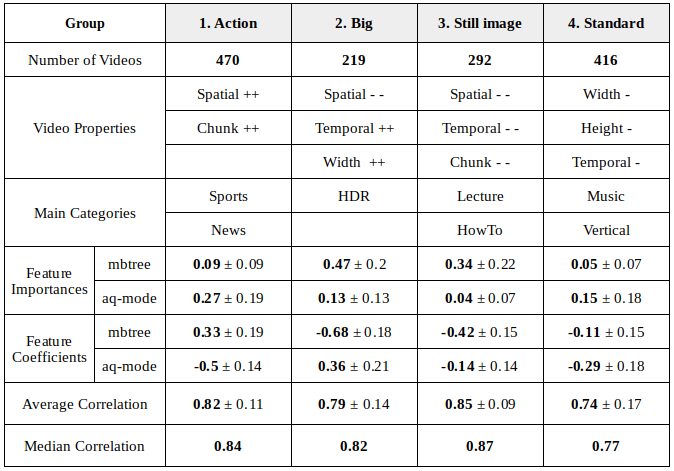 Group 1. Action 2. Big 3. Still image 4. Standard
Number of Videos 470 219 292 416
Video Properties
Spatial ++ Spatial - - Spatial - - Width -
Chunk ++ Temporal ++ Temporal - - Height -
Width ++ Chunk - - Temporal -
Main Categories
Sports HDR Lecture Music
News HowTo Vertical
Feature Importances
mbtree 0.09 ± 0.09 0.47 ± 0.2 0.34 ± 0.22 0.05 ± 0.07
aq-mode 0.27 ± 0.19 0.13 ± 0.13 0.04 ± 0.07 0.15 ± 0.18
Feature Coefficients
mbtree 0.33 ± 0.19 -0.68 ± 0.18 -0.42 ± 0.15 -0.11 ± 0.15
aq-mode -0.5 ± 0.14 0.36 ± 0.21 -0.14 ± 0.14 -0.29 ± 0.18
Average Correlation 0.82 ± 0.11 0.79 ± 0.14 0.85 ± 0.09 0.74 ± 0.17
Median Correlation 0.84 0.82 0.87 0.77